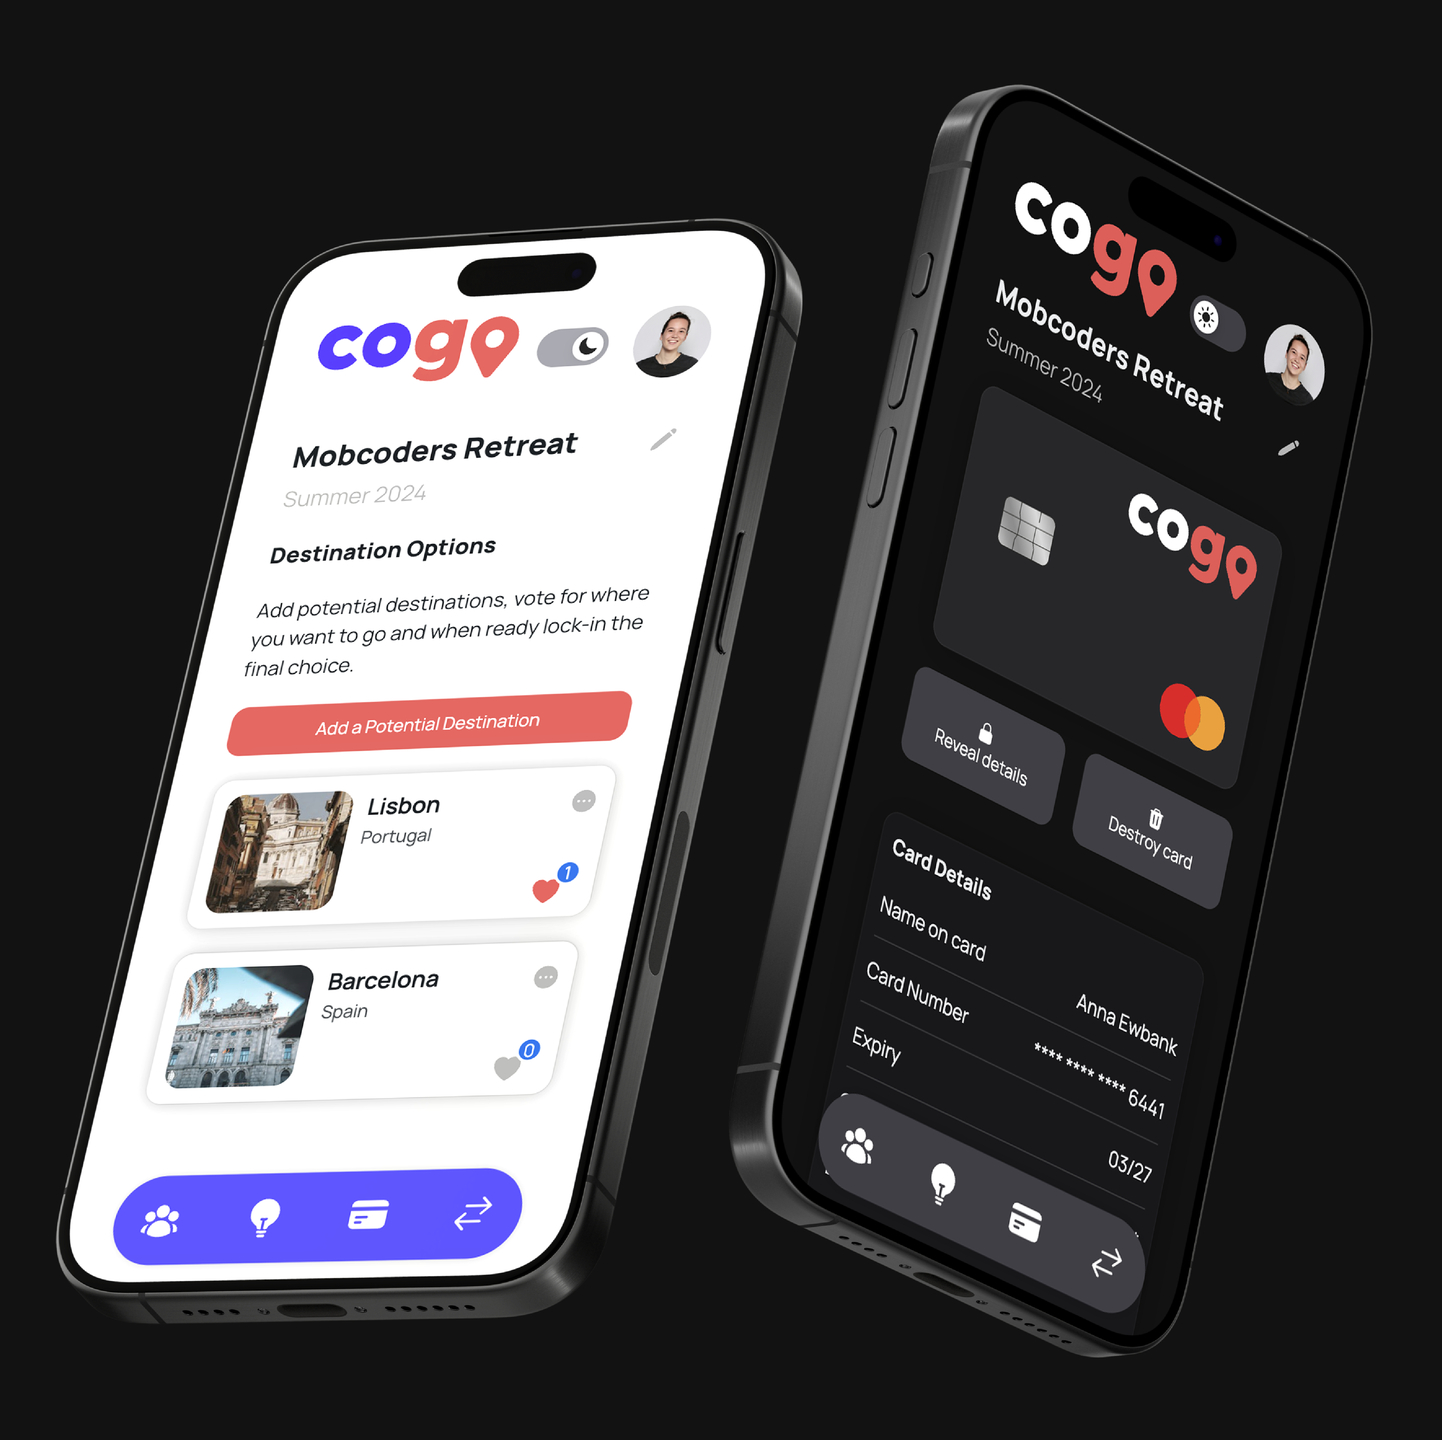 cogo
Mobcoders Retreat
Summer 2024
Destination Options
Add potential destinations, vote for where
you want to go and when ready lock-in the
final choice.
Add a Potential Destination
Lisbon
Portugal
1
Barcelona
Spain
0
cogo
Mobcoders Retreat
Summer 2024
cogo
Reveal details
Destroy card
Card Details
Name on card
Anna Ewbank
Card Number
**** **** **** 6441
Expiry
03/27